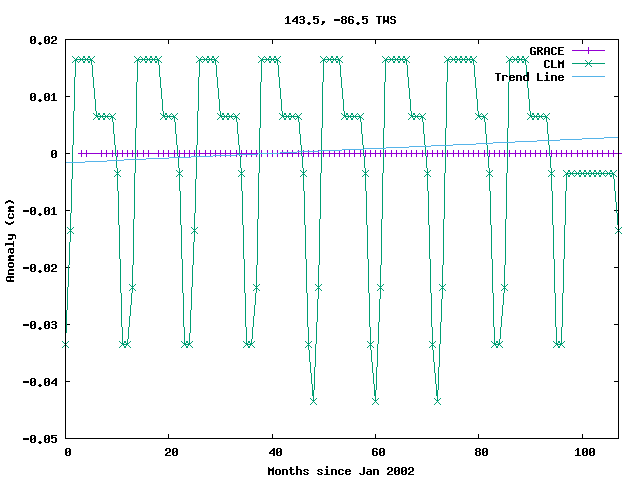 143.5, -86.5 TWS
0.02
GRACE
CLM
Trend Line
0.01
0
-0.01
Anomaly (cm)
-0.02
-0.03
-0.04
-0.05
0 20 40 60 80 100
Months since Jan 2002